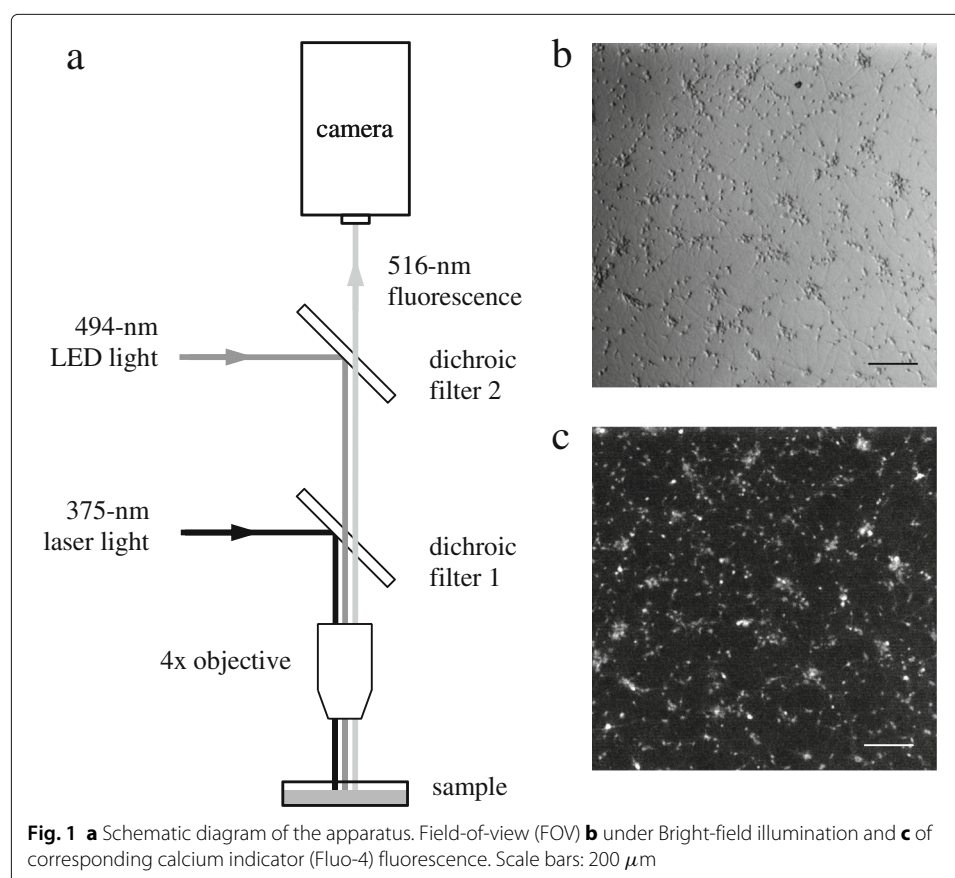 a
camera
516-nm
fluorescence
494-nm
LED light
dichroic
filter 2
375-nm
laser light
dichroic
filter 1
4x objective
sample
b
c
Fig. 1 a Schematic diagram of the apparatus. Field-of-view (FOV) b under Bright-field illumination and c of
corresponding calcium indicator (Fluo-4) fluorescence. Scale bars: 200 μm